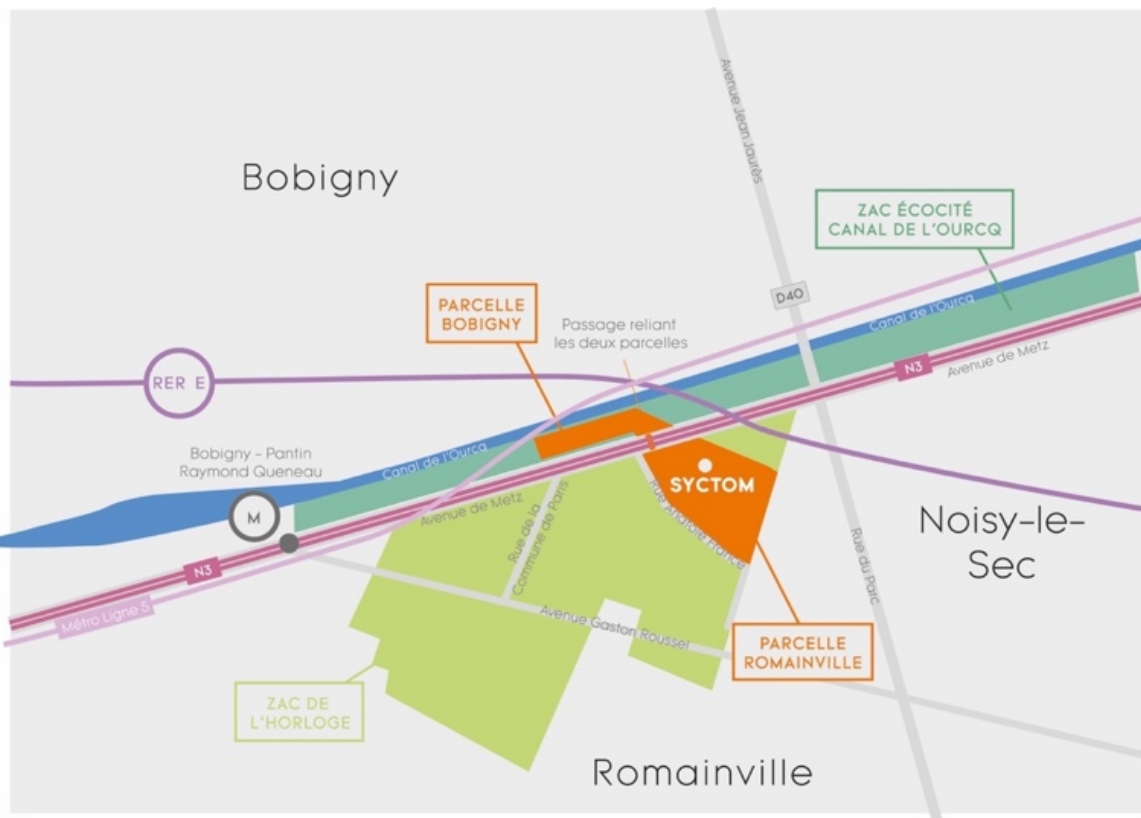 Avenue Jean Jaurès
Bobigny
ZAC ÉCOCITÉ
CANAL DE L'OURCQ
PARCELLE
BOBIGNY
D40
Passage reliant
les deux parcelles
Canal de l'Ourcq
RER E
N3
Avenue de Metz
Bobigny - Pantin
Raymond Queneau
Canal de l'Ourcq
M
Avenue de Metz
SYCTOM
Rue de la
Commune de Paris
Rue Anatole France
Noisy-le-
Sec
Rue du Parc
N3
Métro Ligne 5
Avenue Gaston Roussel
PARCELLE
ROMAINVILLE
ZAC DE
L'HORLOGE
Romainville